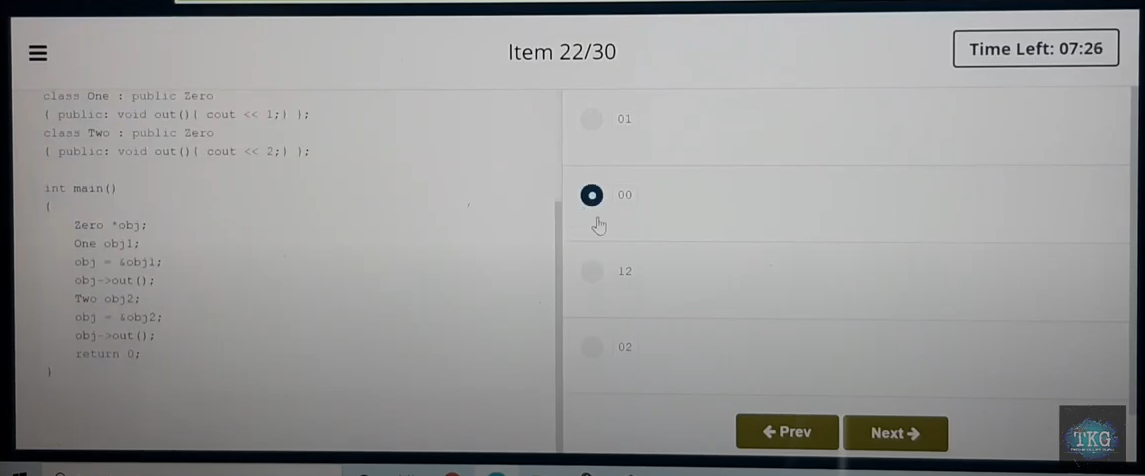 Item 22/30
Time Left: 07:26
class One : public Zero
{ public: void out(){ cout << 1;} };
class Two : public Zero
{ public: void out(){ cout << 2;} };
int main()
{
Zero *obj;
One obj1;
obj = &obj1;
obj->out();
Two obj2;
obj = &obj2;
obj->out();
return 0;
}
01
00
12
02
Prev
Next
TKG